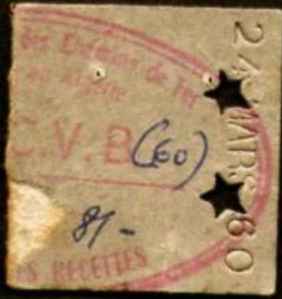 des Chemins de Fer
en Algérie
C.V.B
(60)
81-
S RECETTES
24 MARS 60